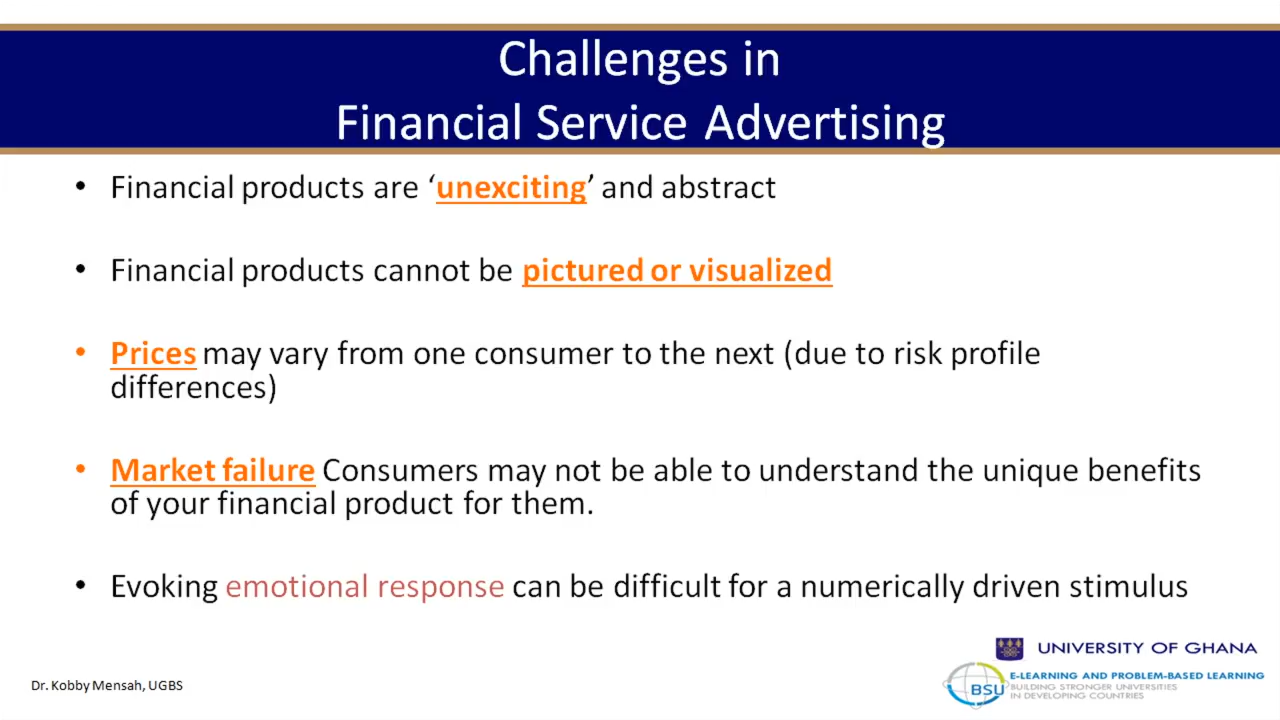 Challenges in
Financial Service Advertising
• Financial products are ‘unexciting’ and abstract
• Financial products cannot be pictured or visualized
• Prices may vary from one consumer to the next (due to risk profile
differences)
• Market failure Consumers may not be able to understand the unique benefits
of your financial product for them.
• Evoking emotional response can be difficult for a numerically driven stimulus
Dr. Kobby Mensah, UGBS
UNIVERSITY OF GHANA
BSU
E-LEARNING AND PROBLEM-BASED LEARNING
BUILDING STRONGER UNIVERSITIES
IN DEVELOPING COUNTRIES